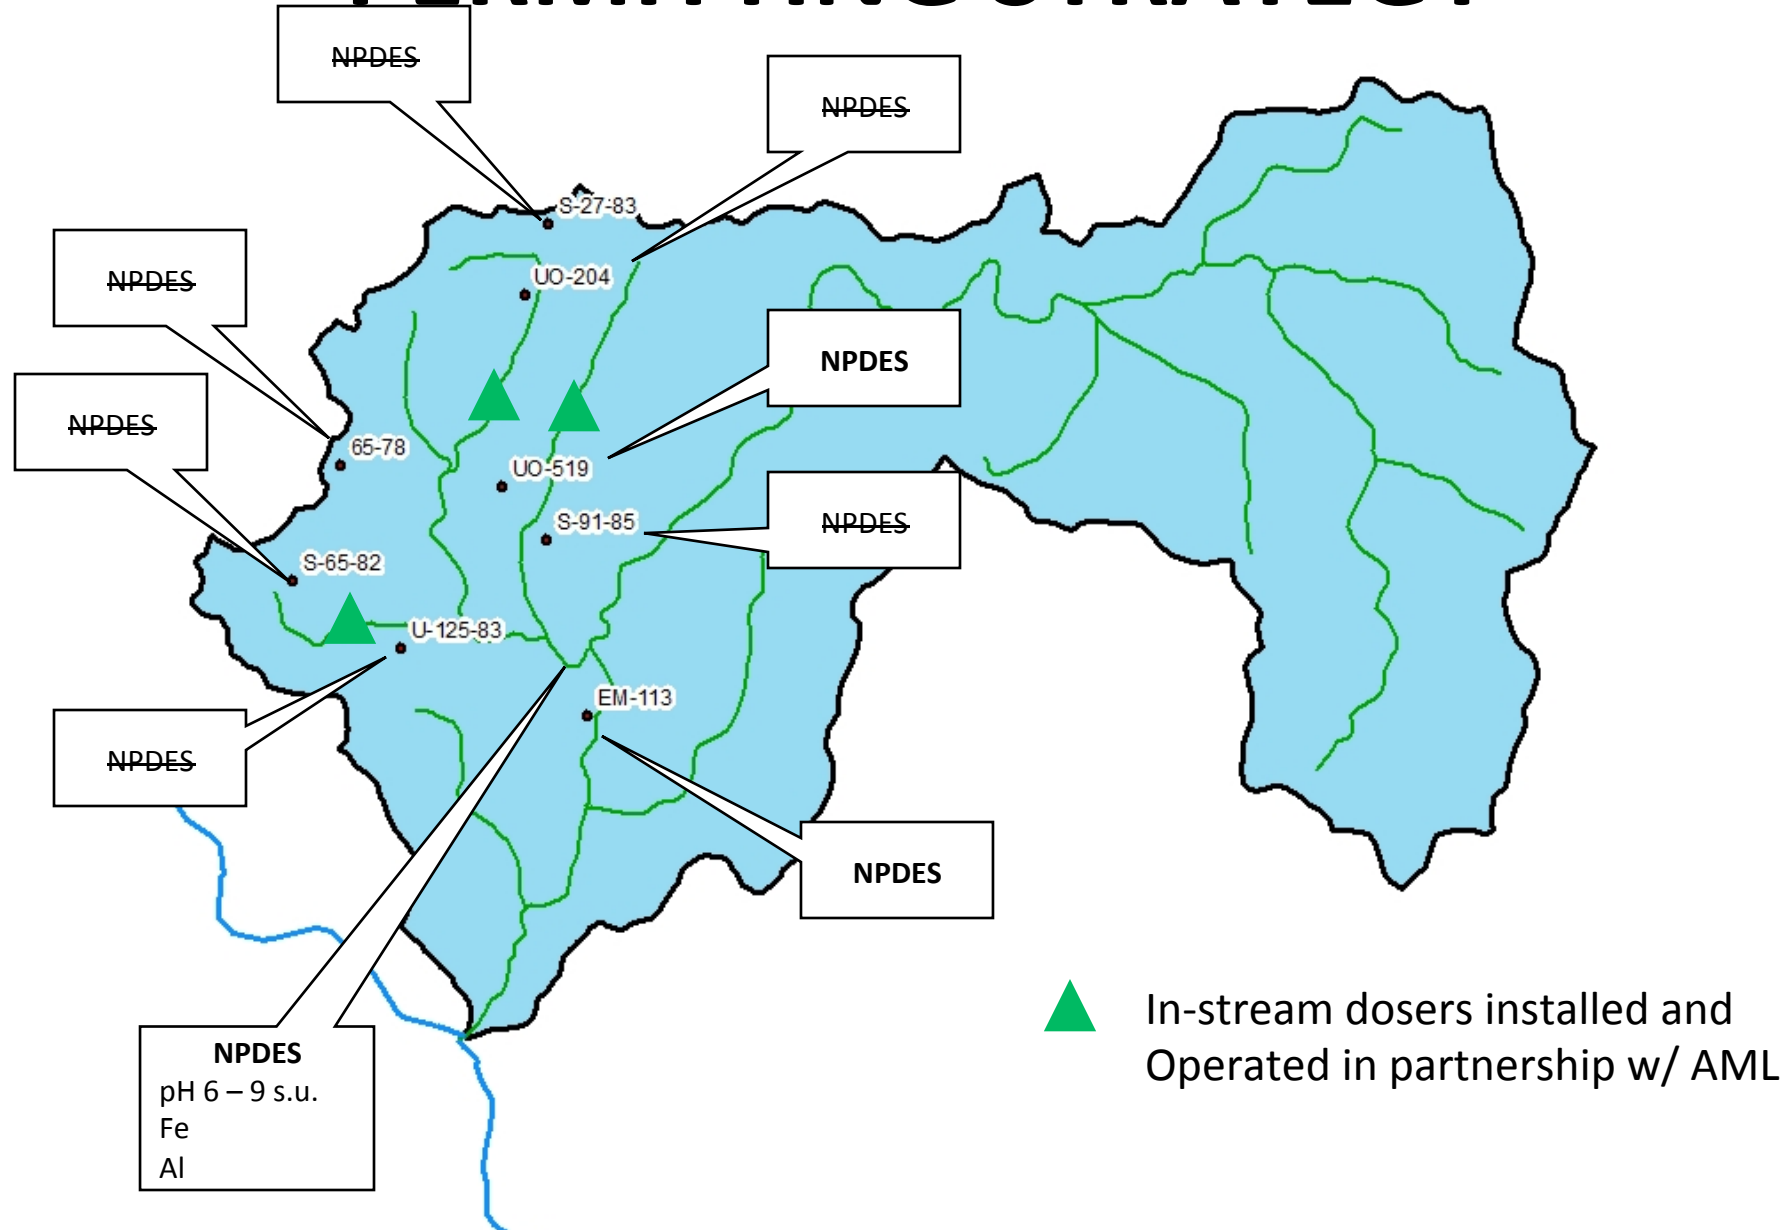 PERMITTING STRATEGY
NPDES
NPDES
S-27-83
NPDES
UO-204
NPDES
NPDES
65-78
UO-519
NPDES
S-91-85
S-65-82
U-125-83
EM-113
NPDES
NPDES
NPDES
pH 6 – 9 s.u.
Fe
Al
In-stream dosers installed and
Operated in partnership w/ AML